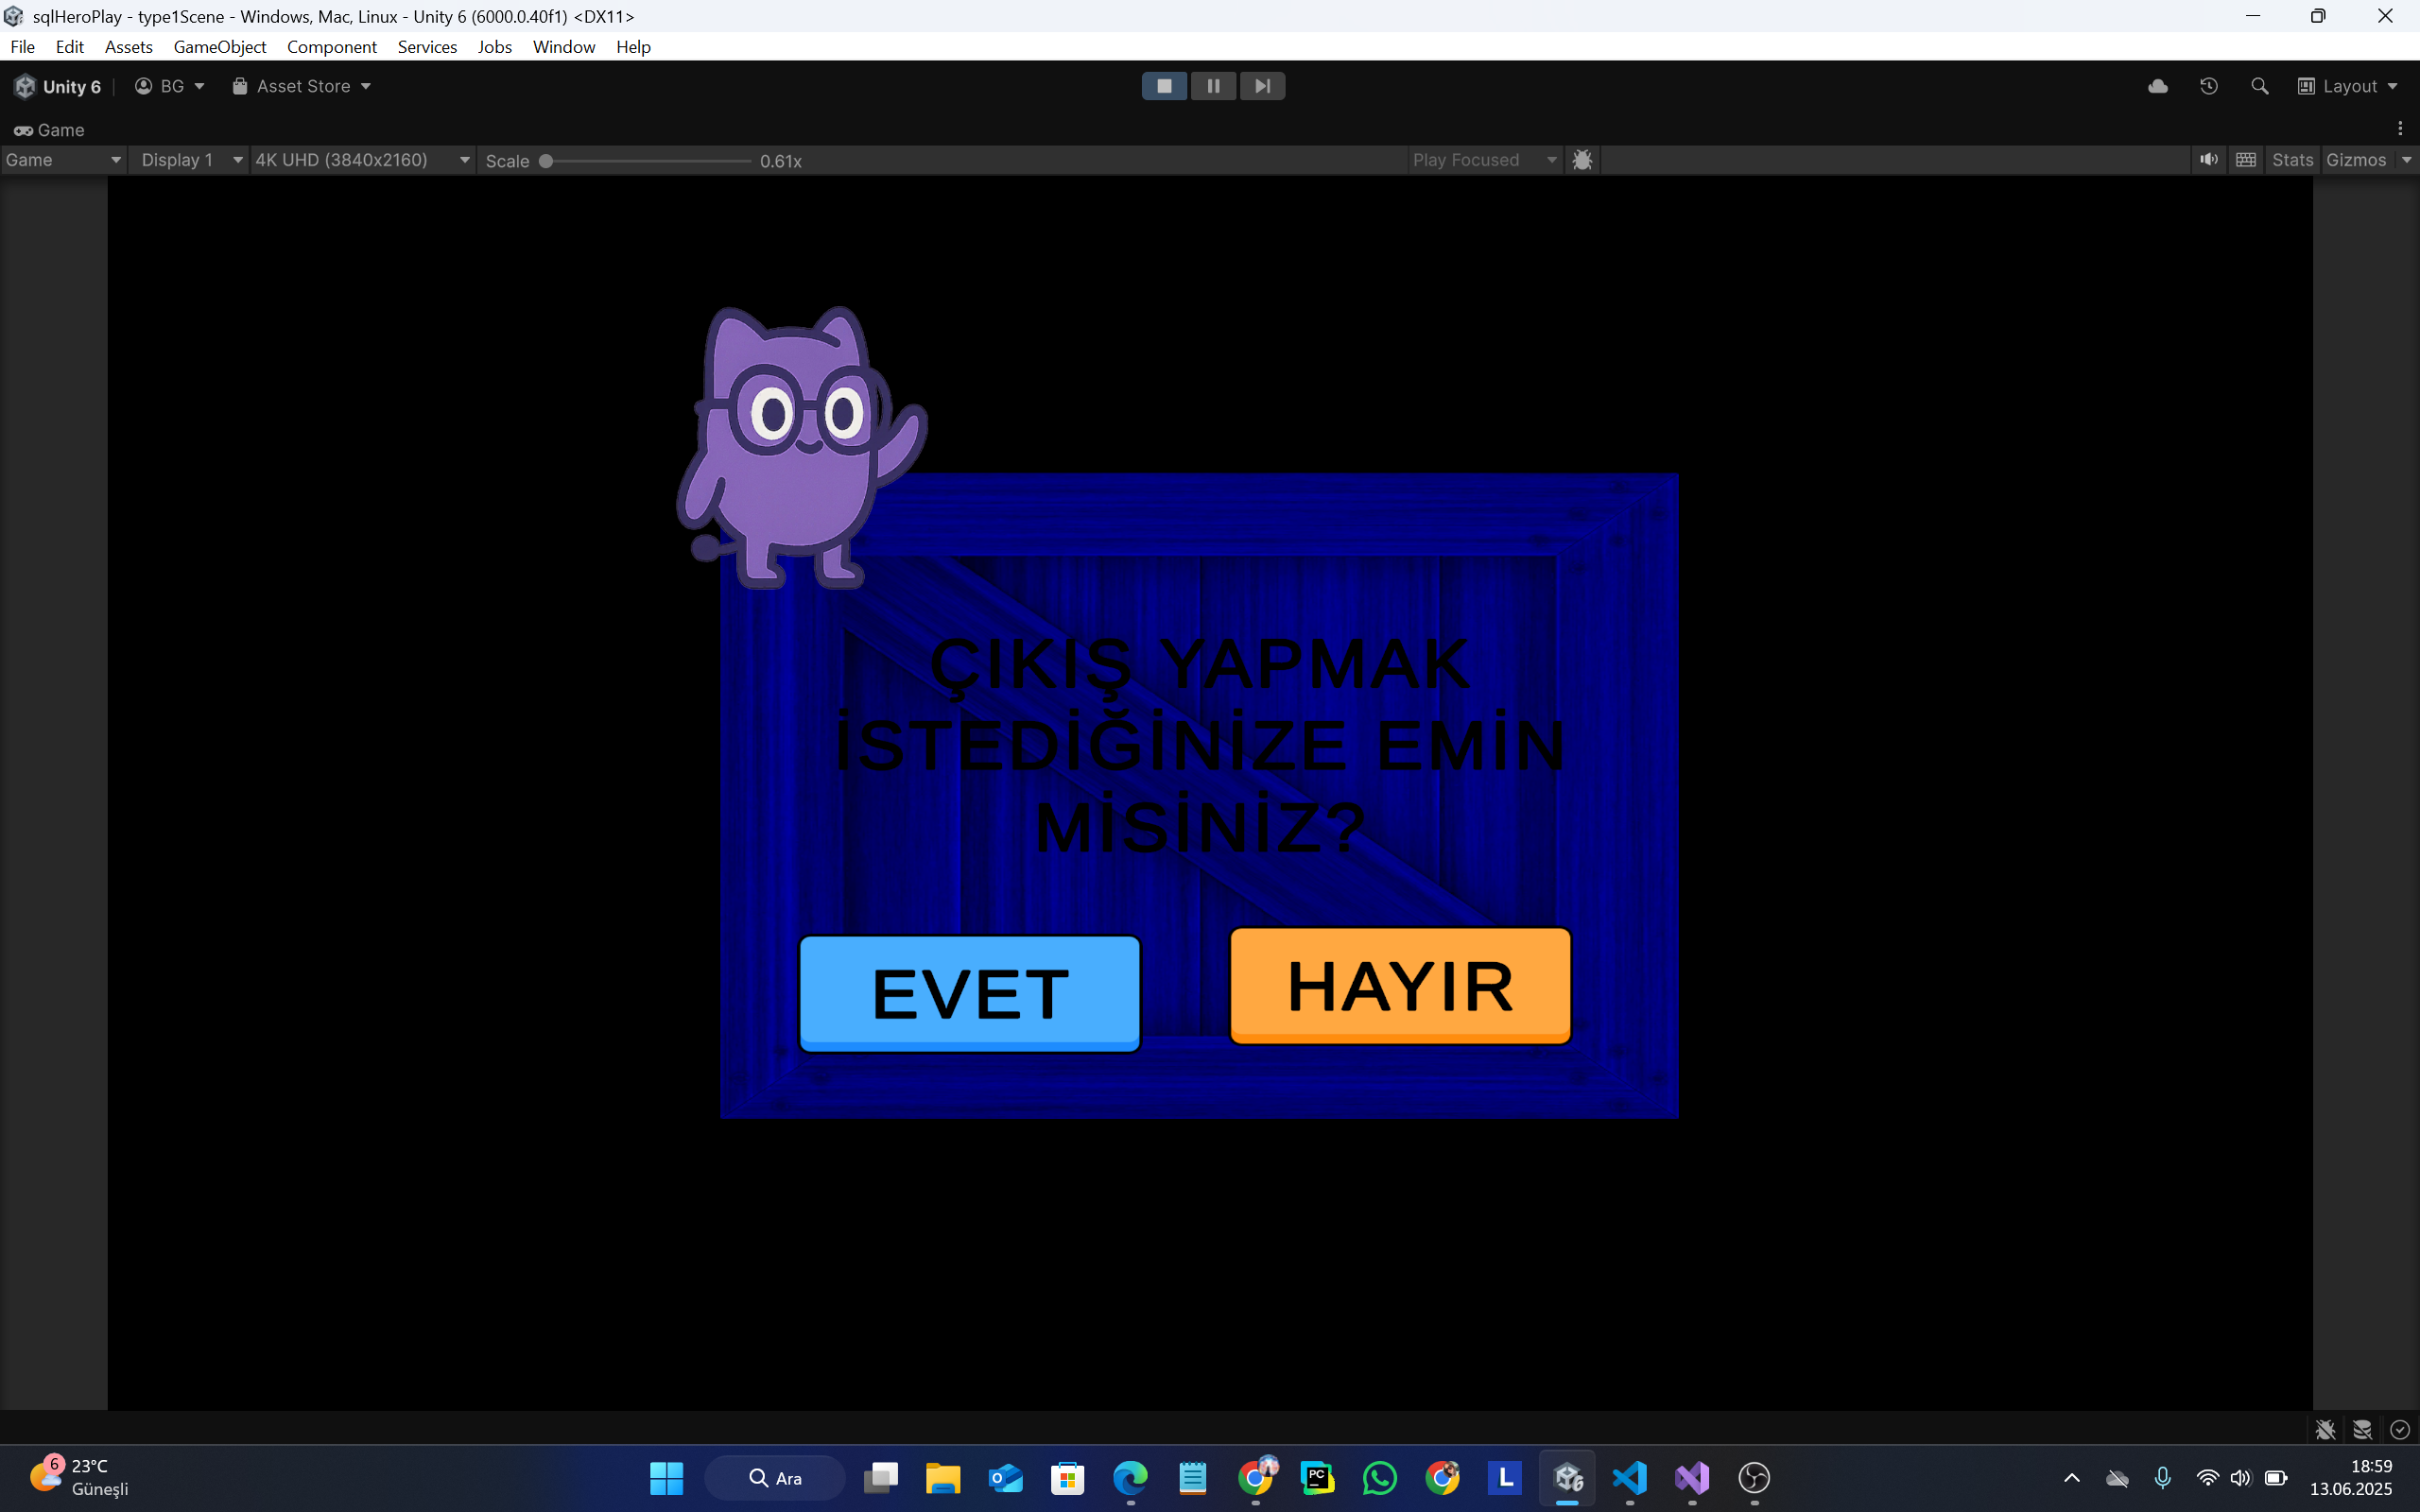 sqlHeroPlay - type1Scene - Windows, Mac, Linux - Unity 6 (6000.0.40f1) <DX11>
File Edit Assets GameObject Component Services Jobs Window Help
Unity 6 BG Asset Store Layout
Game
Game Display 1 4K UHD (3840x2160) Scale 0.61x Play Focused Stats Gizmos
ÇIKIŞ YAPMAK
İSTEDİĞİNİZE EMİN
MİSİNİZ?
EVET HAYIR
6 23°C
Güneşli
Ara
PC
L
6
18:59
13.06.2025